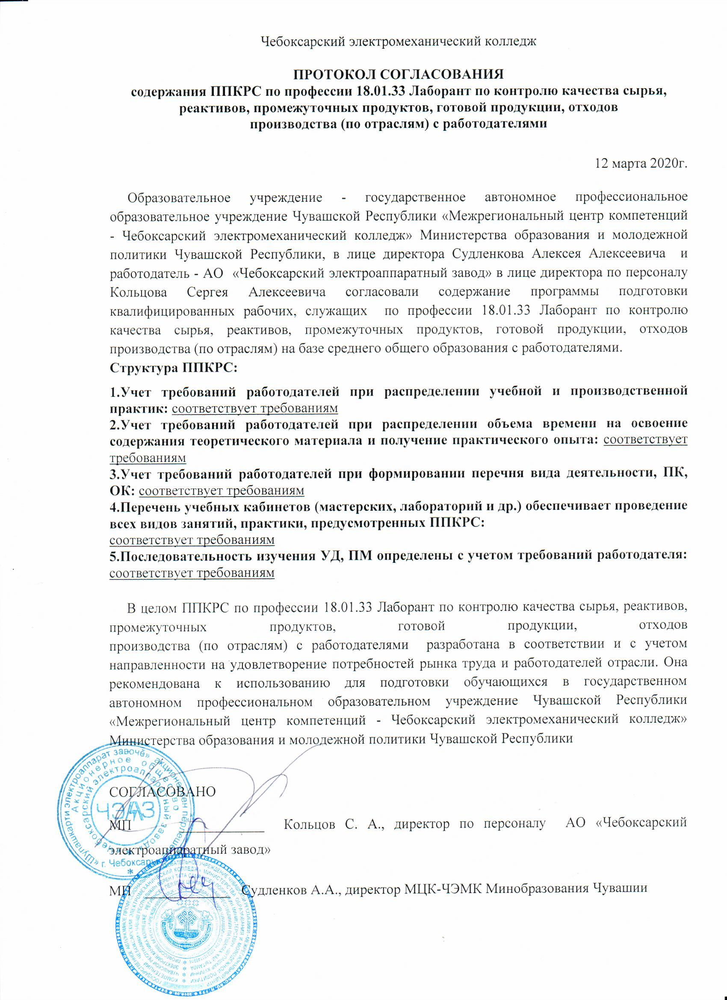 Чебоксарский электромеханический колледж
ПРОТОКОЛ СОГЛАСОВАНИЯ
содержания ППКРС по профессии 18.01.33 Лаборант по контролю качества сырья,
реактивов, промежуточных продуктов, готовой продукции, отходов
производства (по отраслям) с работодателями
12 марта 2020г.
Образовательное учреждение - государственное автономное профессиональное
образовательное учреждение Чувашской Республики «Межрегиональный центр компетенций
- Чебоксарский электромеханический колледж» Министерства образования и молодежной
политики Чувашской Республики, в лице директора Судленкова Алексея Алексеевича и
работодатель - АО «Чебоксарский электроаппаратный завод» в лице директора по персоналу
Кольцова Сергея Алексеевича согласовали содержание программы подготовки
квалифицированных рабочих, служащих по профессии 18.01.33 Лаборант по контролю
качества сырья, реактивов, промежуточных продуктов, готовой продукции, отходов
производства (по отраслям) на базе среднего общего образования с работодателями.
Структура ППКРС:
1.Учет требований работодателей при распределении учебной и производственной
практик: соответствует требованиям
2.Учет требований работодателей при распределении объема времени на освоение
содержания теоретического материала и получение практического опыта: соответствует
требованиям
3.Учет требований работодателей при формировании перечня вида деятельности, ПК,
ОК: соответствует требованиям
4.Перечень учебных кабинетов (мастерских, лабораторий и др.) обеспечивает проведение
всех видов занятий, практики, предусмотренных ППКРС:
соответствует требованиям
5.Последовательность изучения УД, ПМ определены с учетом требований работодателя:
соответствует требованиям
В целом ППКРС по профессии 18.01.33 Лаборант по контролю качества сырья, реактивов,
промежуточных продуктов, готовой продукции, отходов
производства (по отраслям) с работодателями разработана в соответствии и с учетом
направленности на удовлетворение потребностей рынка труда и работодателей отрасли. Она
рекомендована к использованию для подготовки обучающихся в государственном
автономном профессиональном образовательном учреждение Чувашской Республики
«Межрегиональный центр компетенций - Чебоксарский электромеханический колледж»
Министерства образования и молодежной политики Чувашской Республики
СОГЛАСОВАНО
МП ____________ Кольцов С. А., директор по персоналу АО «Чебоксарский
электроаппаратный завод»
МП ____________ Судленков А.А., директор МЦК-ЧЭМК Минобразования Чувашии
Акционерное общество
«Чебоксарский электроаппаратный завод»
ЧЭАЗ
г. Чебоксары